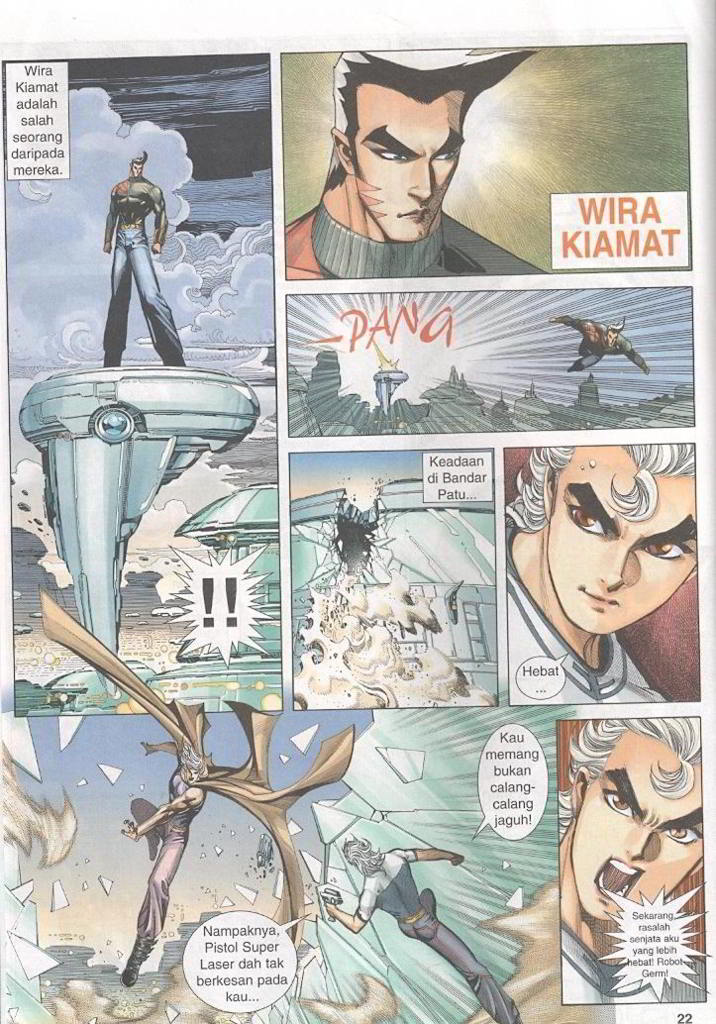 Wira
Kiamat
adalah
salah
seorang
daripada
mereka.
WIRA
KIAMAT
PANG
Keadaan
di Bandar
Patu...
!!
Hebat
...
Kau
memang
bukan
calang-
calang
jaguh!
Nampaknya,
Pistol Super
Laser dah tak
berkesan pada
kau...
Sekarang
rasalah
senjata aku
yang lebih
hebat! Robot
Germ!
22